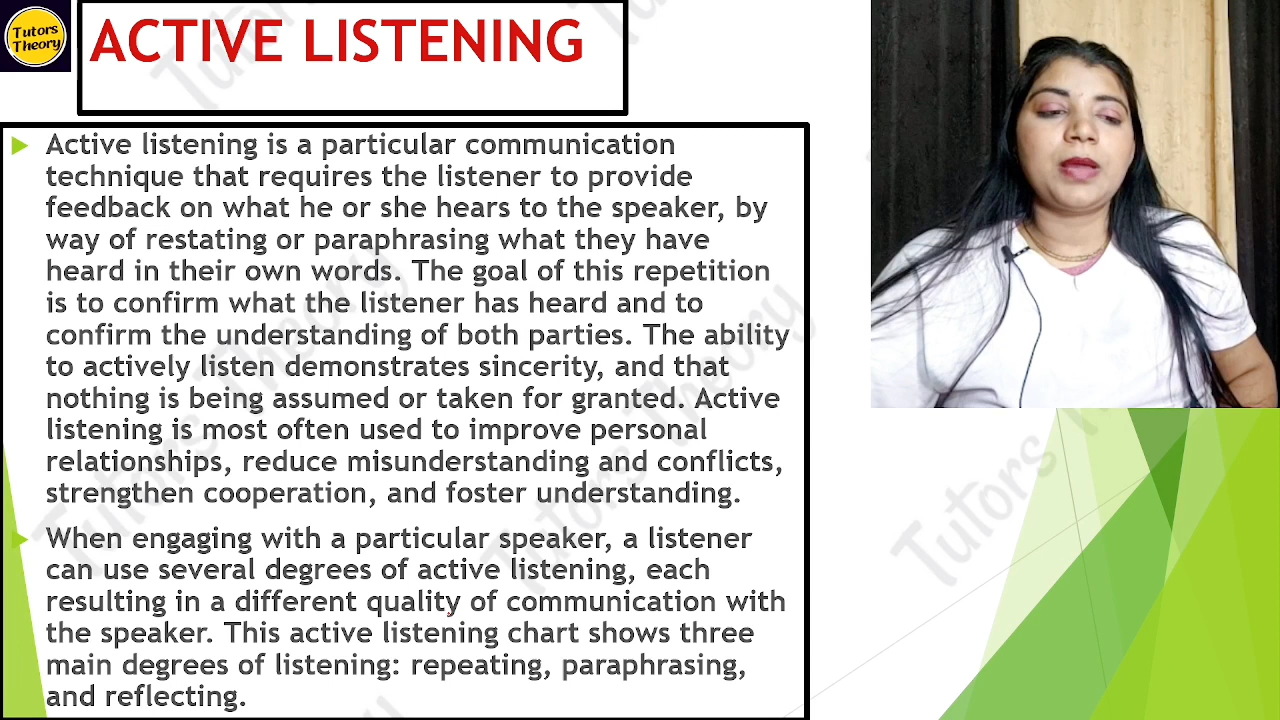 Tutors
Theory
ACTIVE LISTENING
Active listening is a particular communication
technique that requires the listener to provide
feedback on what he or she hears to the speaker, by
way of restating or paraphrasing what they have
heard in their own words. The goal of this repetition
is to confirm what the listener has heard and to
confirm the understanding of both parties. The ability
to actively listen demonstrates sincerity, and that
nothing is being assumed or taken for granted. Active
listening is most often used to improve personal
relationships, reduce misunderstanding and conflicts,
strengthen cooperation, and foster understanding.
When engaging with a particular speaker, a listener
can use several degrees of active listening, each
resulting in a different quality of communication with
the speaker. This active listening chart shows three
main degrees of listening: repeating, paraphrasing,
and reflecting.
Tutors Theory
Tutors Theory
Tutors